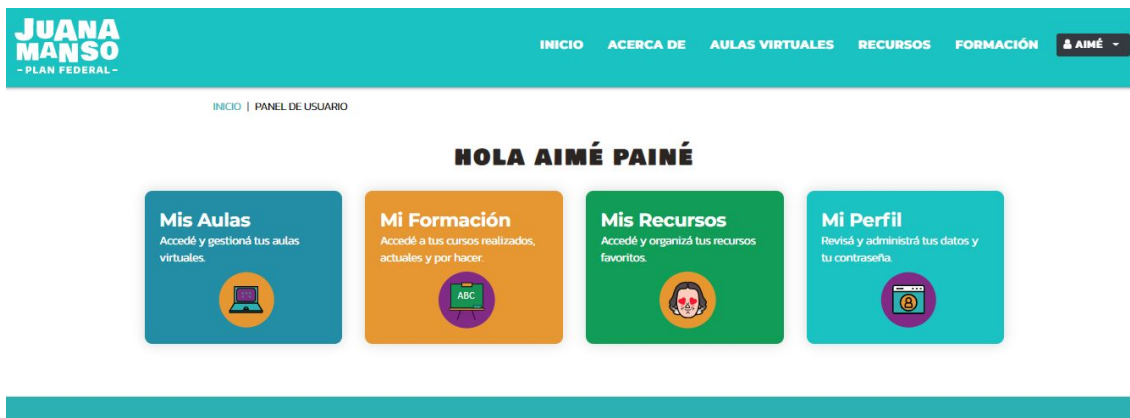 JUANA
MANSO
- PLAN FEDERAL -
INICIO ACERCA DE AULAS VIRTUALES RECURSOS FORMACIÓN AIMÉ
INICIO | PANEL DE USUARIO
HOLA AIMÉ PAINÉ
Mis Aulas
Accedé y gestioná tus aulas
virtuales.
Mi Formación
Accedé a tus cursos realizados,
actuales y por hacer.
ABC
Mis Recursos
Accedé y organizá tus recursos
favoritos.
Mi Perfil
Revisá y administrá tus datos y
tu contraseña.